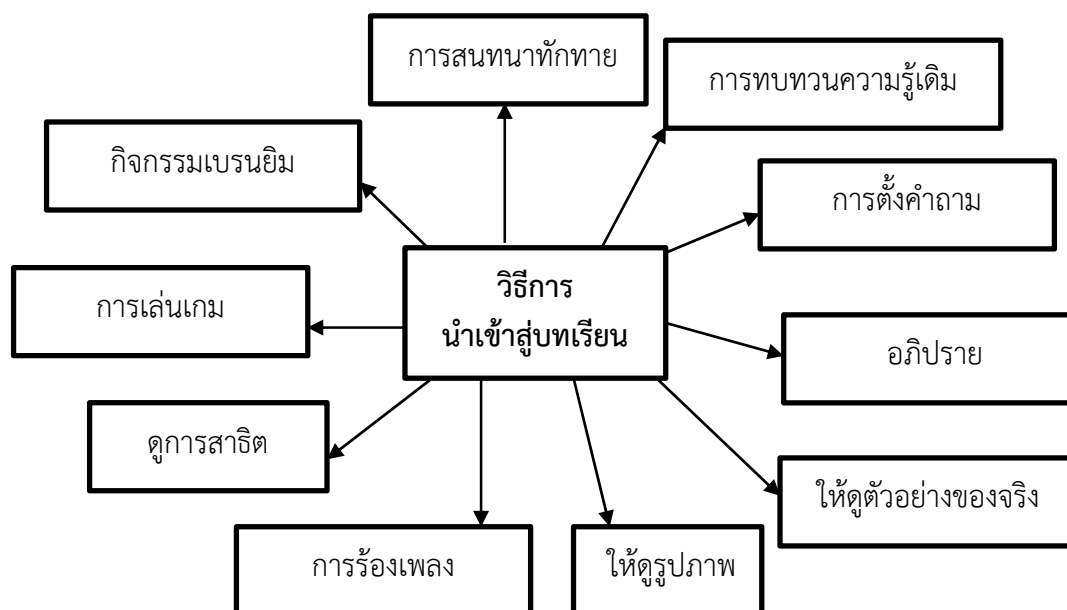 การสนทนาทักทาย
การทบทวนความรู้เดิม
กิจกรรมเบรนยิม
การตั้งคำถาม
วิธีการ
นำเข้าสู่บทเรียน
การเล่นเกม
อภิปราย
ดูการสาธิต
ให้ดูตัวอย่างของจริง
การร้องเพลง
ให้ดูรูปภาพ